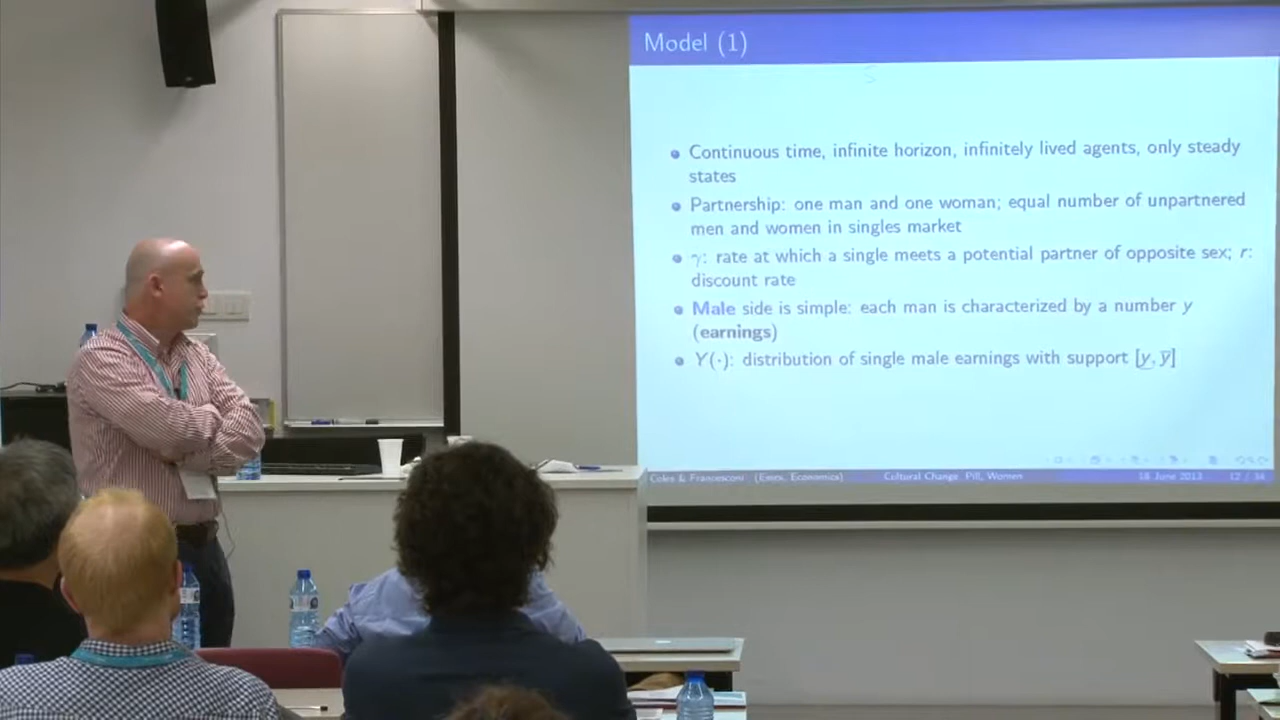 Model (1)
Continuous time, infinite horizon, infinitely lived agents, only steady
states
Partnership: one man and one woman; equal number of unpartnered
men and women in singles market
γ: rate at which a single meets a potential partner of opposite sex; r:
discount rate
Male side is simple: each man is characterized by a number y
(earnings)
Y(·): distribution of single male earnings with support [y̲, ȳ]
Coles & Francesconi (Essex, Economics) Cultural Change: Pill, Women 18 June 2013 12 / 34